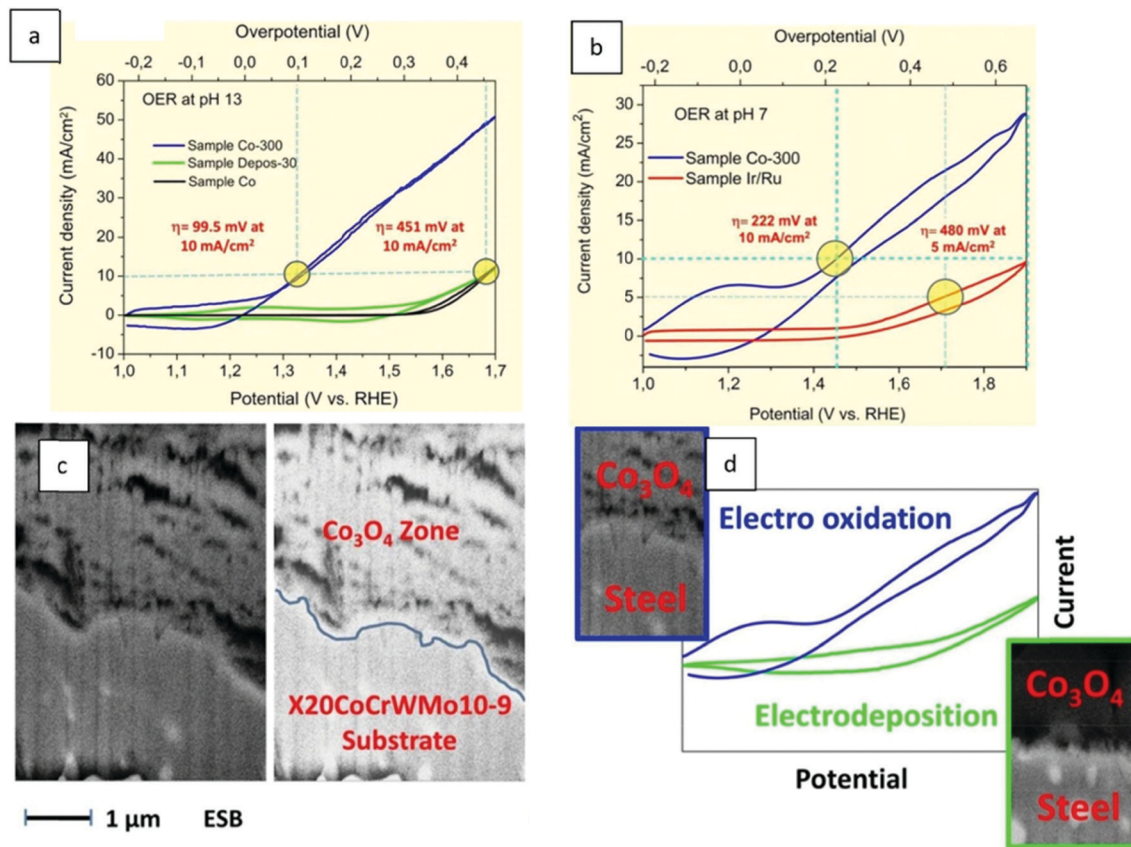 a
Overpotential (V)
-0,2 -0,1 0,0 0,1 0,2 0,3 0,4
60
50
40
30
20
10
0
-10
Current density (mA/cm²)
OER at pH 13
Sample Co-300
Sample Depos-30
Sample Co
η= 99.5 mV at
10 mA/cm²
η= 451 mV at
10 mA/cm²
1,0 1,1 1,2 1,3 1,4 1,5 1,6 1,7
Potential (V vs. RHE)
b
Overpotential (V)
-0,2 0,0 0,2 0,4 0,6
30
25
20
15
10
5
0
Current density (mA/cm²)
OER at pH 7
Sample Co-300
Sample Ir/Ru
η= 222 mV at
10 mA/cm²
η= 480 mV at
5 mA/cm²
1,0 1,2 1,4 1,6 1,8
Potential (V vs. RHE)
c
Co₃O₄ Zone
X20CoCrWMo10-9
Substrate
1 µm ESB
d
Co₃O₄
Steel
Electro oxidation
Current
Electrodeposition
Potential
Co₃O₄
Steel